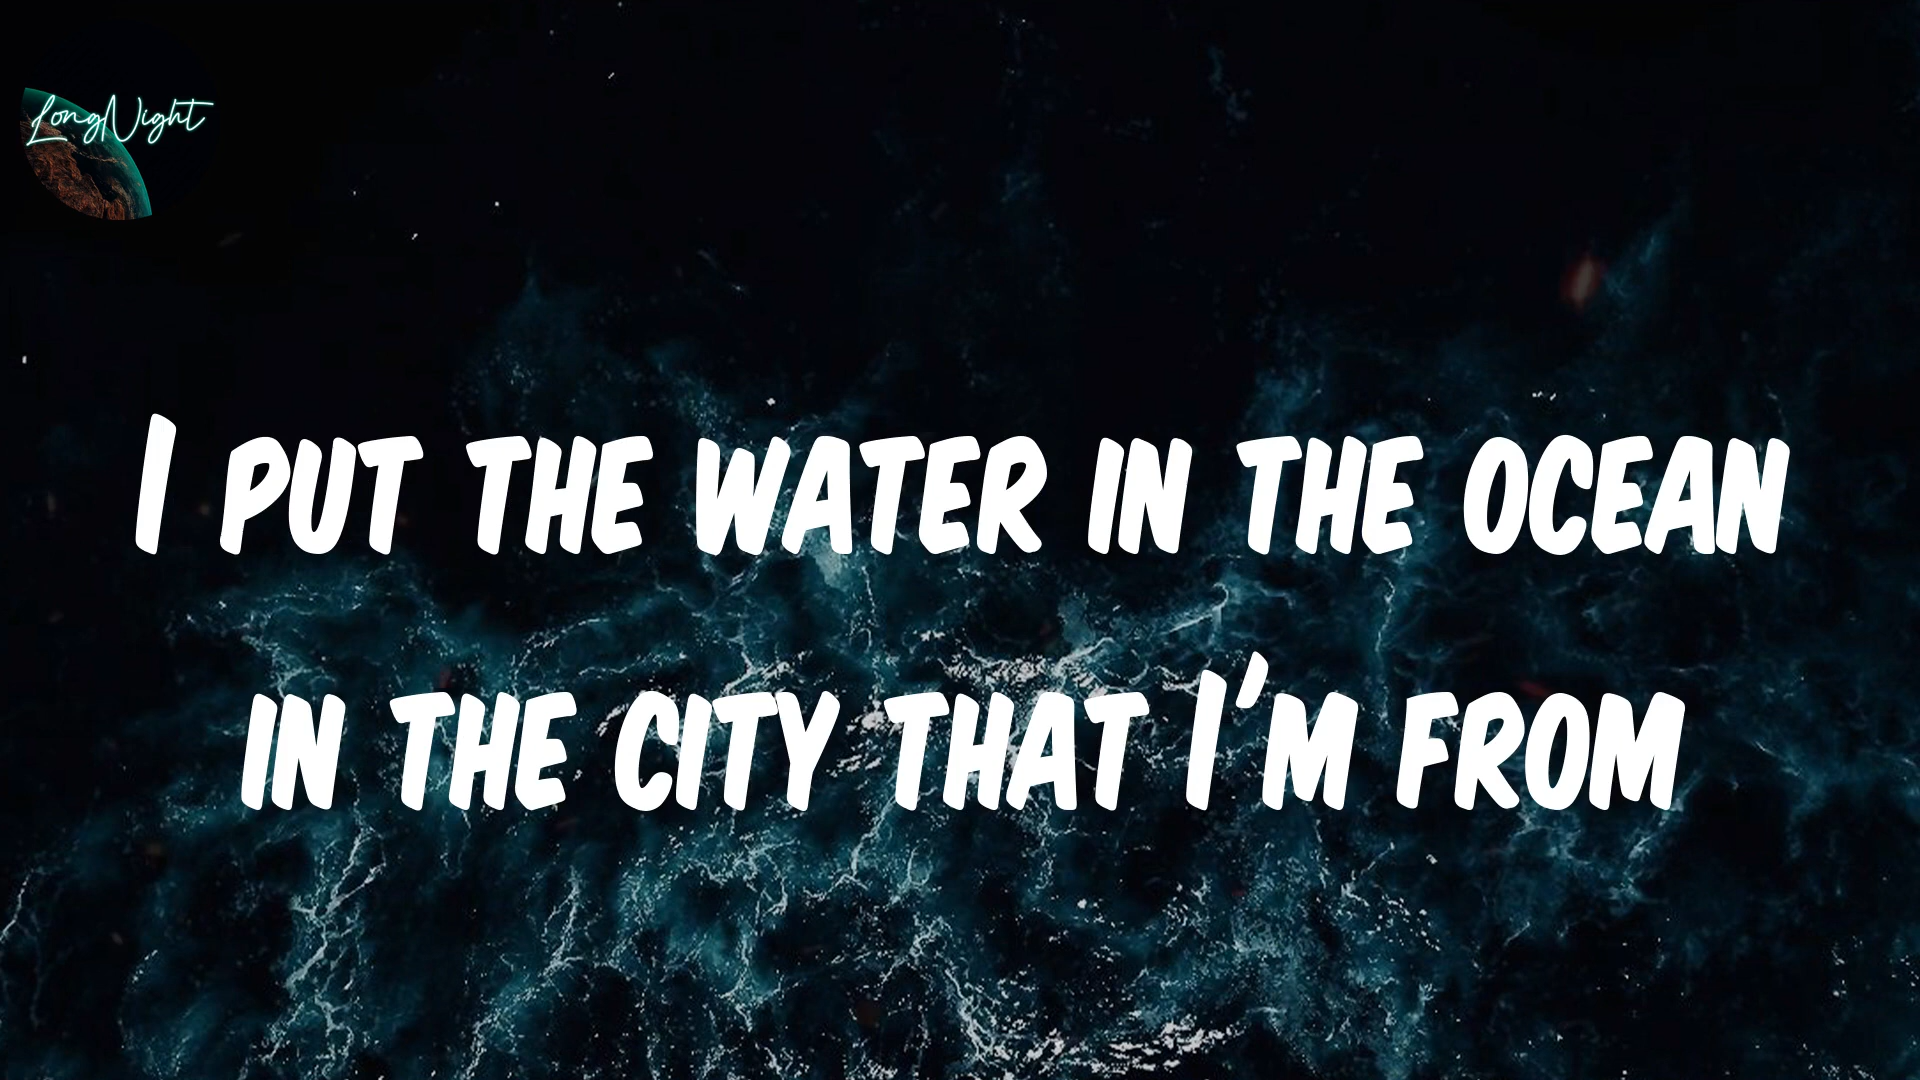 LongNight
I PUT THE WATER IN THE OCEAN
IN THE CITY THAT I'M FROM